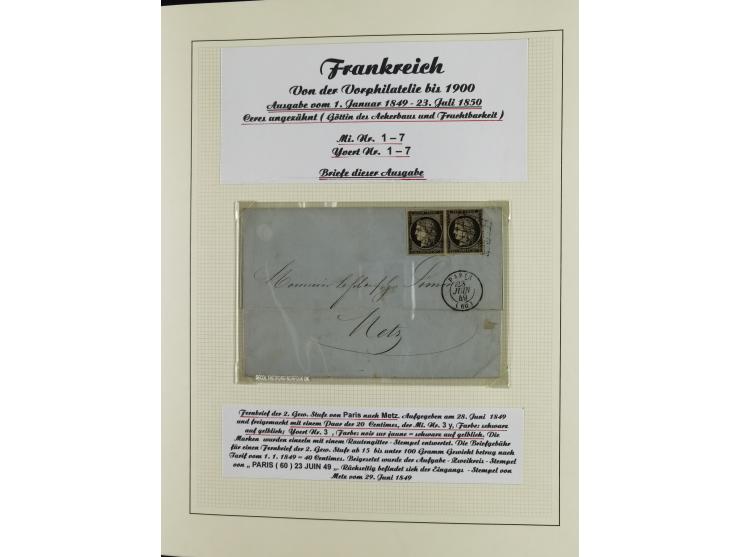 Frankreich
Von der Vorphilatelie bis 1900
Ausgabe vom 1. Januar 1849 - 23. Juli 1850
Ceres ungezähnt ( Göttin des Ackerbaus und Fruchtbarkeit )
Mi. Nr. 1 – 7
Yvert Nr. 1 – 7
Briefe dieser Ausgabe
PARIS
JUIN
49
( 60 )
Metz
Fernbrief der 2. Gew. Stufe von Paris nach Metz. Aufgegeben am 28. Juni 1849
und freigemacht mit einem Paar der 20 Centimes, der Mi. Nr. 3 y, Farbe: schwarz
auf gelblich; Yvert Nr. 3 , Farbe: noir sur jaune = schwarz auf gelblich. Die
Marken wurden einzeln mit einem Rautengitter - Stempel entwertet. Die Briefgebühr
für einen Fernbrief der 2. Gew. Stufe ab 15 bis unter 100 Gramm Gewicht betrug nach
Tarif vom 1. 1. 1849 = 40 Centimes. Beigesetzt wurde der Aufgabe - Zweikreis - Stempel
von „ PARIS ( 60 ) 23 JUIN 49 „. Rückseitig befindet sich der Eingangs - Stempel von
Metz vom 29. Juni 1849